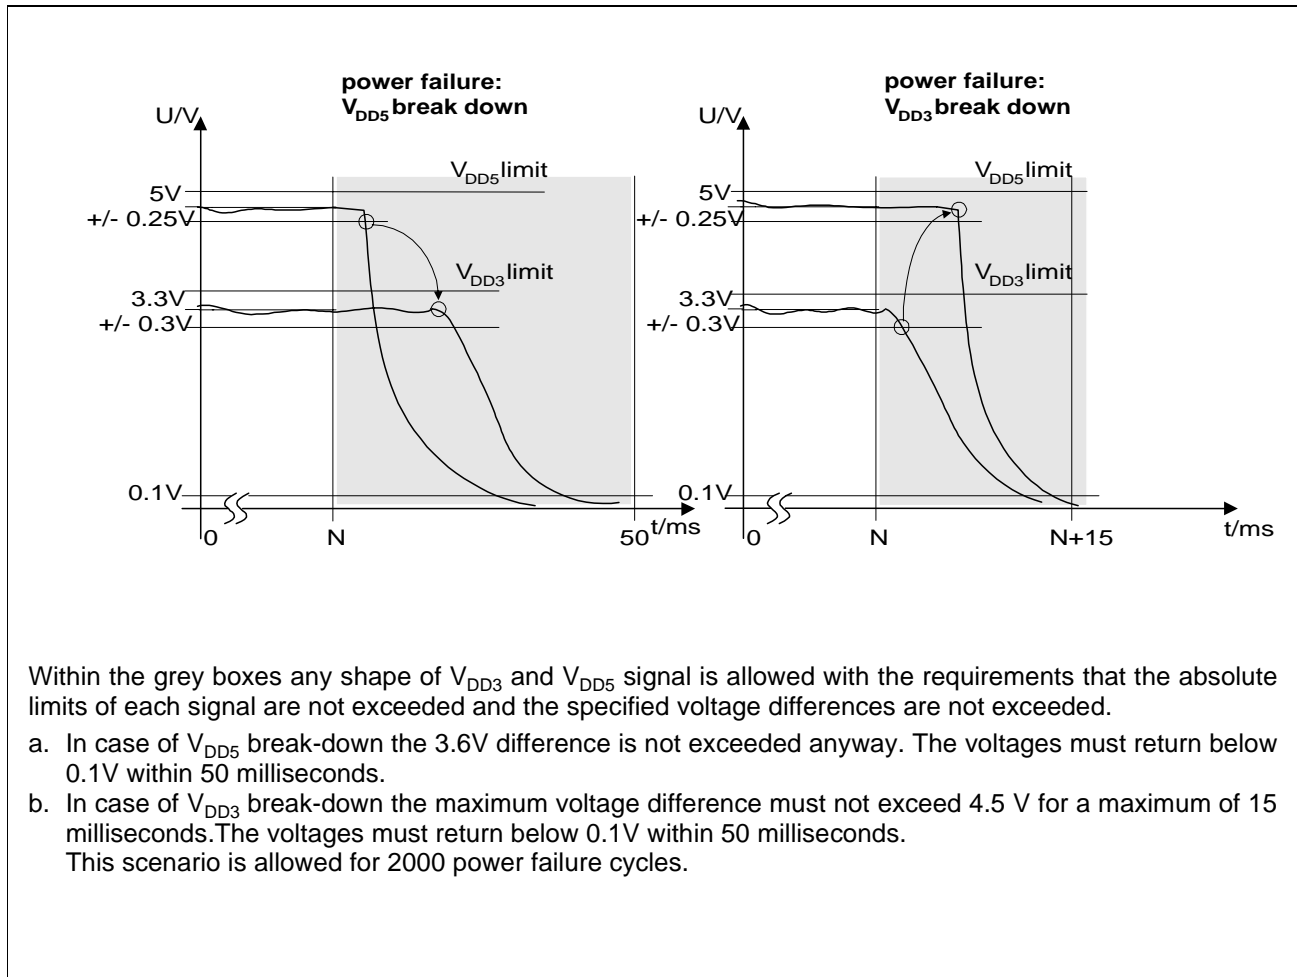 power failure:
VDD5 break down
U/V
VDD5 limit
5V
+/- 0.25V
VDD3 limit
3.3V
+/- 0.3V
0.1V
0
N
50
t/ms
power failure:
VDD3 break down
U/V
VDD5 limit
5V
+/- 0.25V
VDD3 limit
3.3V
+/- 0.3V
0.1V
0
N
N+15
t/ms
Within the grey boxes any shape of VDD3 and VDD5 signal is allowed with the requirements that the absolute
limits of each signal are not exceeded and the specified voltage differences are not exceeded.
a. In case of VDD5 break-down the 3.6V difference is not exceeded anyway. The voltages must return below
0.1V within 50 milliseconds.
b. In case of VDD3 break-down the maximum voltage difference must not exceed 4.5 V for a maximum of 15
milliseconds.The voltages must return below 0.1V within 50 milliseconds.
This scenario is allowed for 2000 power failure cycles.